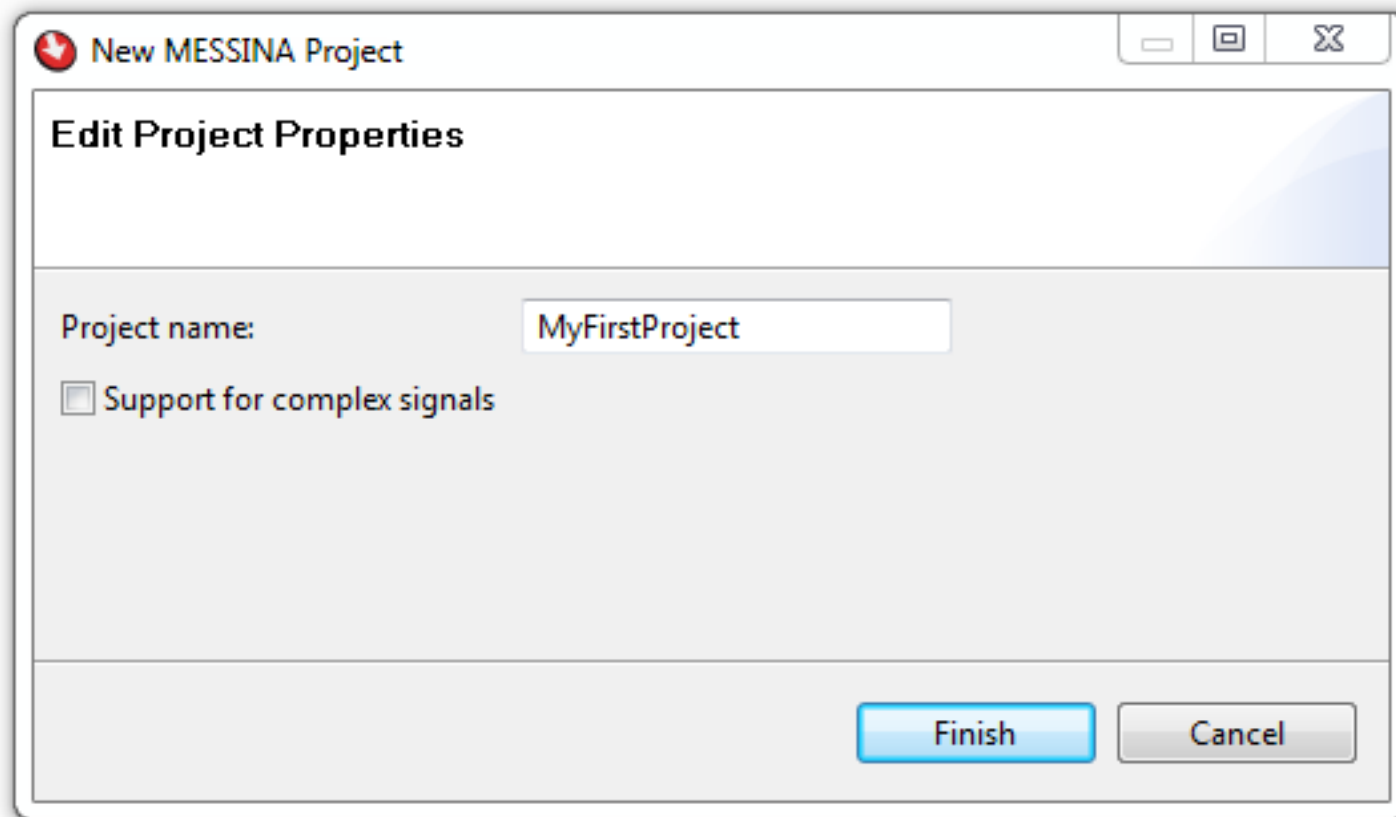 New MESSINA Project
Edit Project Properties
Project name: MyFirstProject
Support for complex signals
Finish Cancel